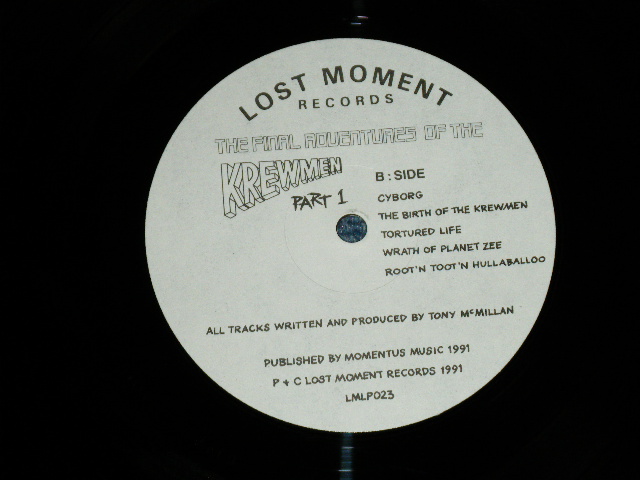 LOST MOMENT
RECORDS
THE FINAL ADVENTURES OF THE
KREWMEN
PART 1
B : SIDE
CYBORG
THE BIRTH OF THE KREWMEN
TORTURED LIFE
WRATH OF PLANET ZEE
ROOT'N TOOT'N HULLABALLOO
ALL TRACKS WRITTEN AND PRODUCED BY TONY McMILLAN
PUBLISHED BY MOMENTUS MUSIC 1991
P + C LOST MOMENT RECORDS 1991
LMLP023